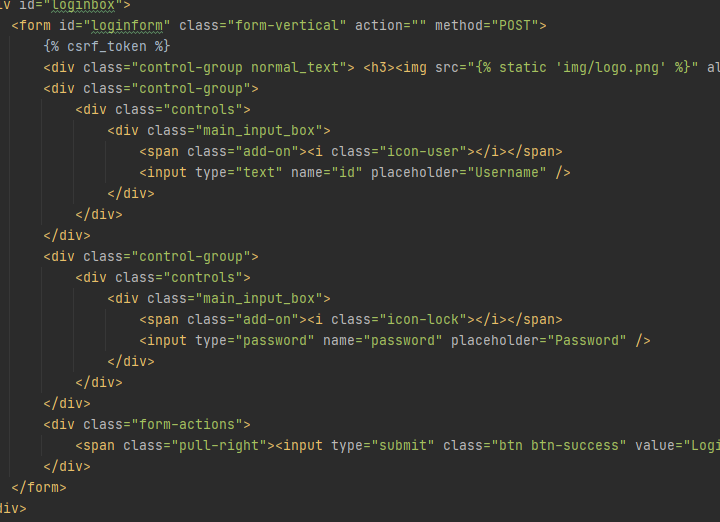 iv id="loginbox">
<form id="loginform" class="form-vertical" action="" method="POST">
{% csrf_token %}
<div class="control-group normal_text"> <h3><img src="{% static 'img/logo.png' %}" al
<div class="control-group">
<div class="controls">
<div class="main_input_box">
<span class="add-on"><i class="icon-user"></i></span>
<input type="text" name="id" placeholder="Username" />
</div>
</div>
</div>
<div class="control-group">
<div class="controls">
<div class="main_input_box">
<span class="add-on"><i class="icon-lock"></i></span>
<input type="password" name="password" placeholder="Password" />
</div>
</div>
</div>
<div class="form-actions">
<span class="pull-right"><input type="submit" class="btn btn-success" value="Logi
</div>
</form>
div>